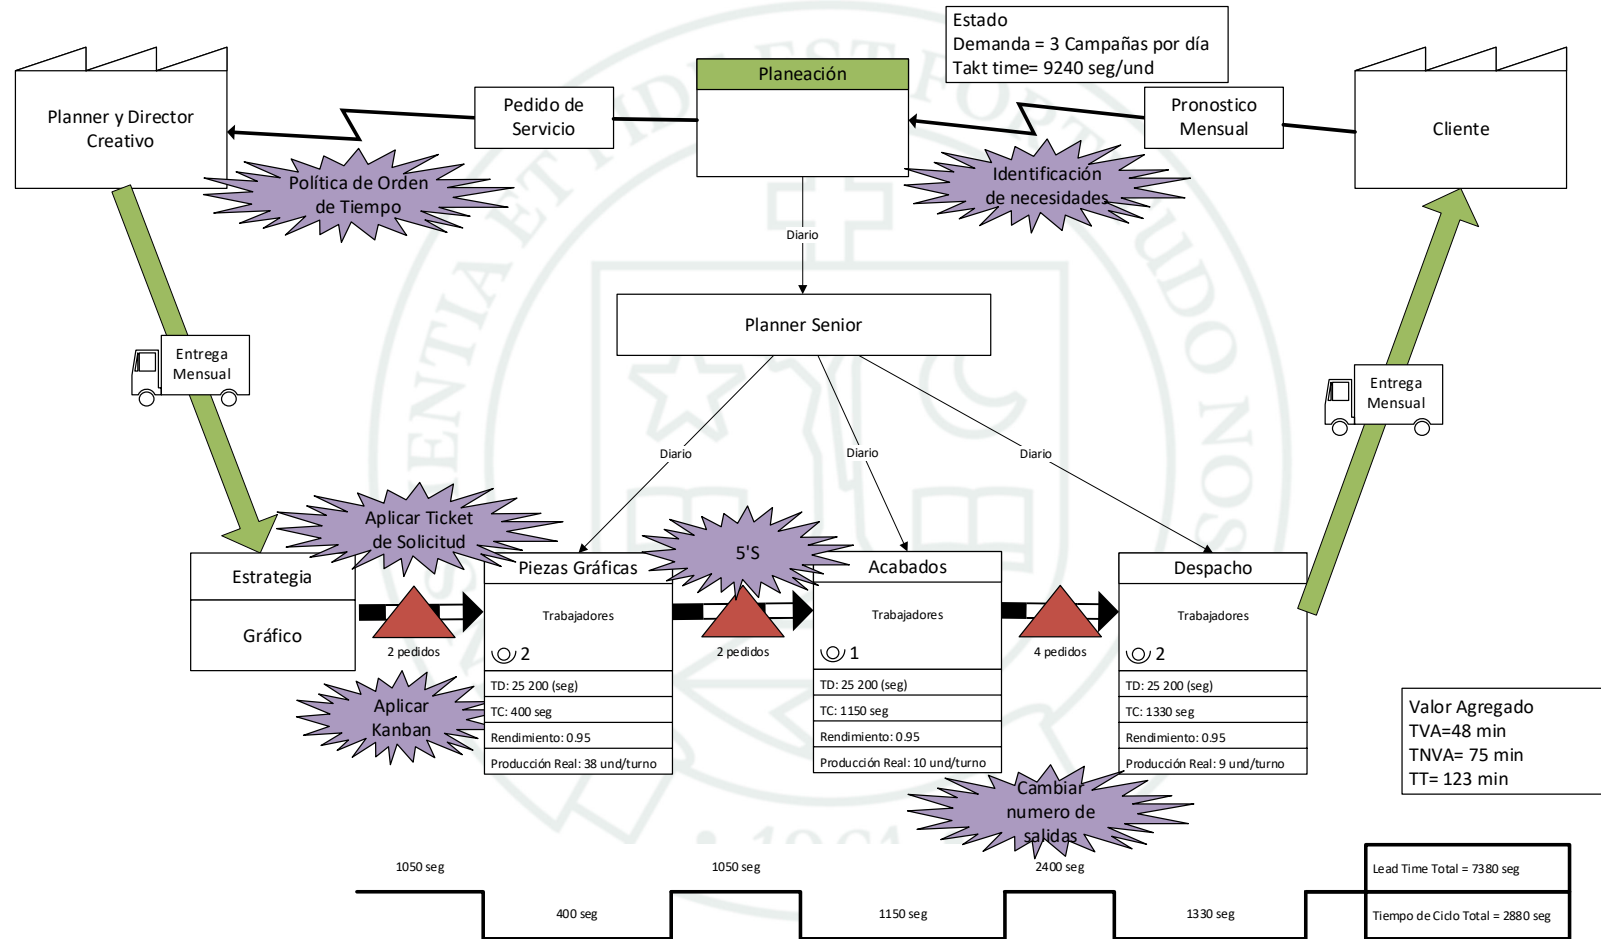 Estado
Demanda = 3 Campañas por día
Takt time= 9240 seg/und
Planner y Director
Creativo
Pedido de
Servicio
Planeación
Pronostico
Mensual
Cliente
Política de Orden
de Tiempo
Identificación
de necesidades
Diario
Planner Senior
Entrega
Mensual
Entrega
Mensual
Diario
Diario
Diario
Aplicar Ticket
de Solicitud
5'S
Estrategia
Gráfico
2 pedidos
Aplicar
Kanban
Piezas Gráficas
Trabajadores
2
TD: 25 200 (seg)
TC: 400 seg
Rendimiento: 0.95
Producción Real: 38 und/turno
2 pedidos
Acabados
Trabajadores
1
TD: 25 200 (seg)
TC: 1150 seg
Rendimiento: 0.95
Producción Real: 10 und/turno
4 pedidos
Despacho
Trabajadores
2
TD: 25 200 (seg)
TC: 1330 seg
Rendimiento: 0.95
Producción Real: 9 und/turno
Cambiar
numero de
salidas
Valor Agregado
TVA=48 min
TNVA= 75 min
TT= 123 min
1050 seg
400 seg
1050 seg
1150 seg
2400 seg
1330 seg
Lead Time Total = 7380 seg
Tiempo de Ciclo Total = 2880 seg